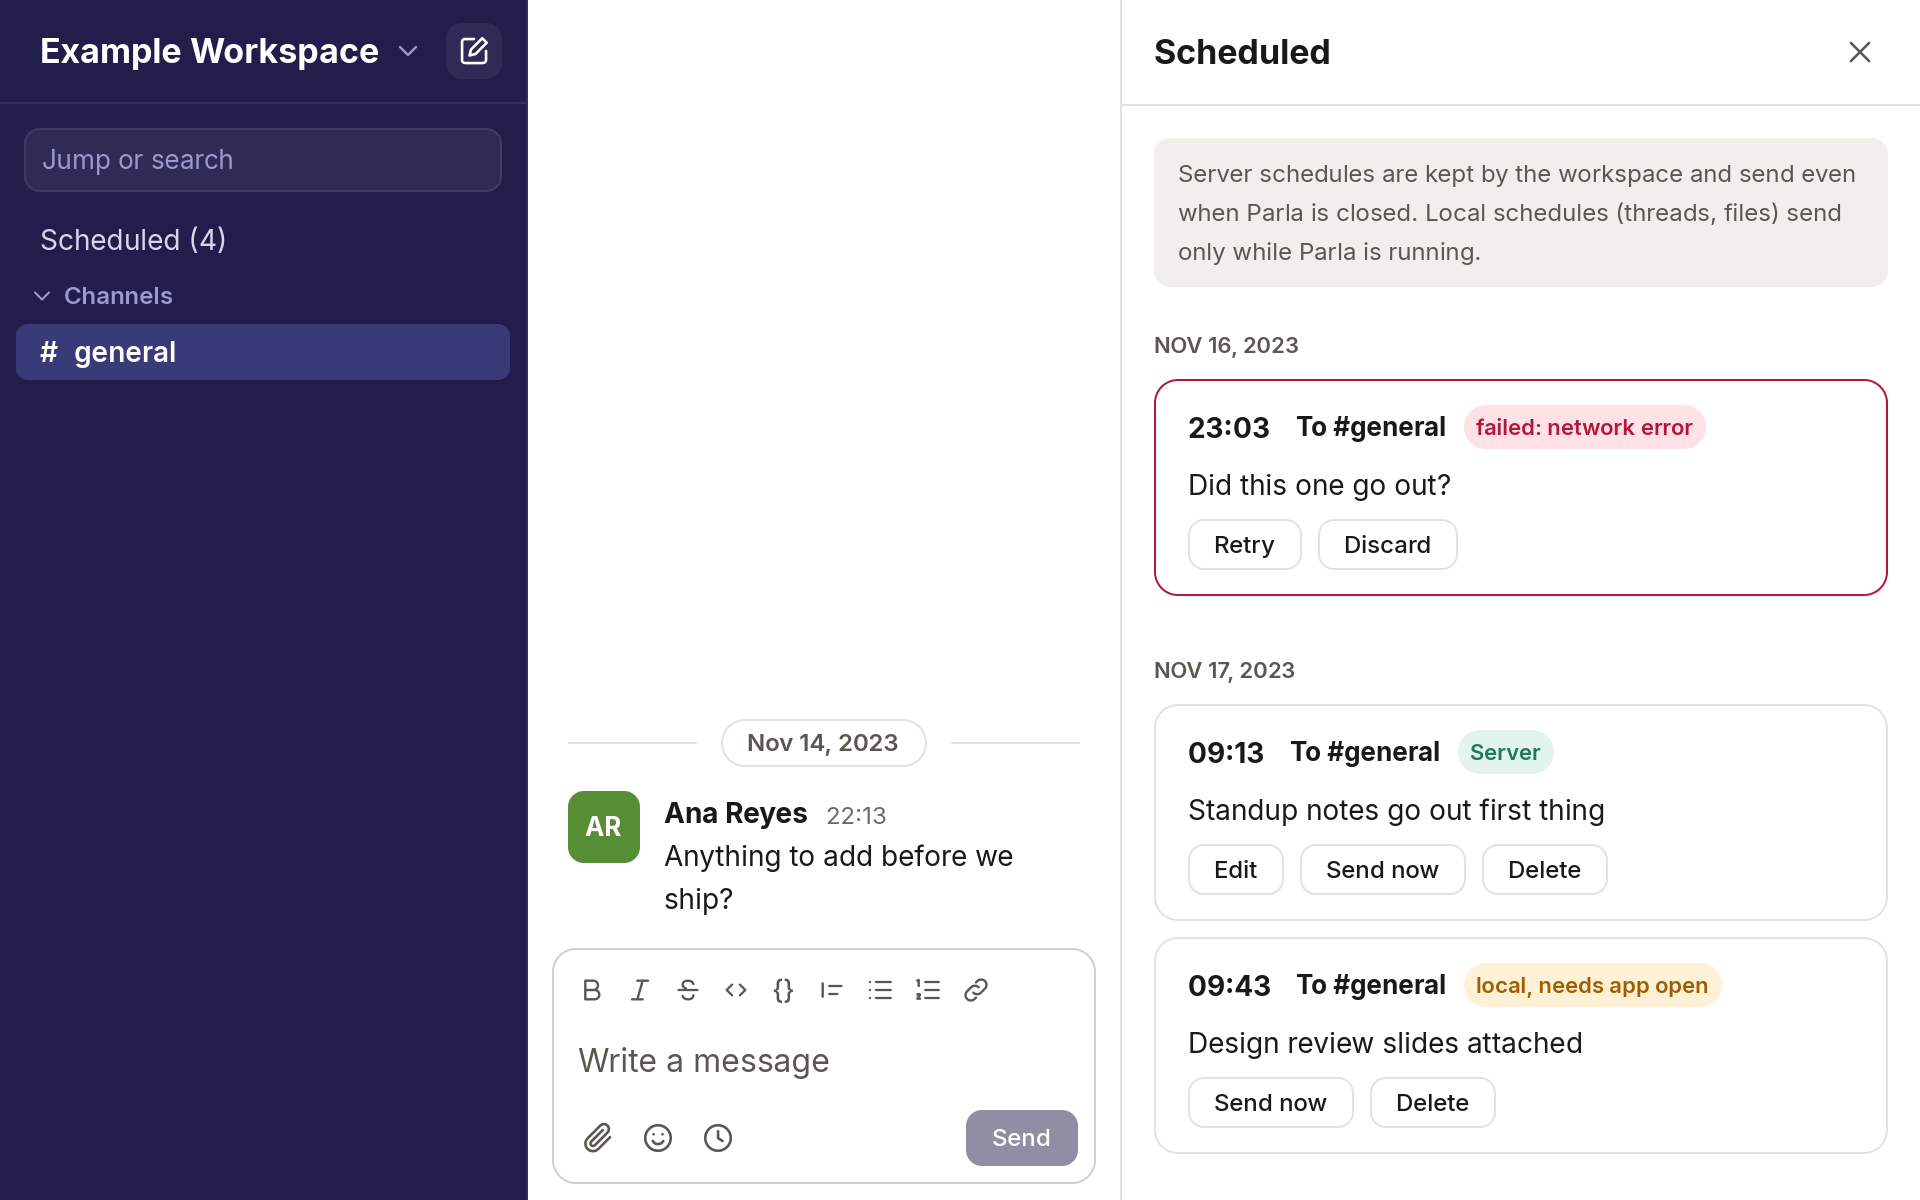 Example Workspace
Jump or search
Scheduled (4)
Channels
# general
Nov 14, 2023
AR
Ana Reyes 22:13
Anything to add before we
ship?
Write a message
Send
Scheduled
Server schedules are kept by the workspace and send even
when Parla is closed. Local schedules (threads, files) send
only while Parla is running.
NOV 16, 2023
23:03 To #general failed: network error
Did this one go out?
Retry Discard
NOV 17, 2023
09:13 To #general Server
Standup notes go out first thing
Edit Send now Delete
09:43 To #general local, needs app open
Design review slides attached
Send now Delete